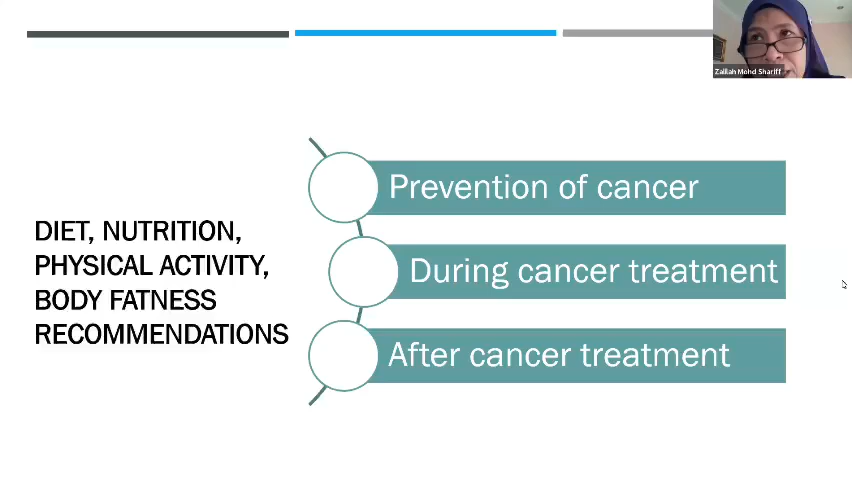 Zalilah Mohd Shariff
DIET, NUTRITION,
PHYSICAL ACTIVITY,
BODY FATNESS
RECOMMENDATIONS
Prevention of cancer
During cancer treatment
After cancer treatment